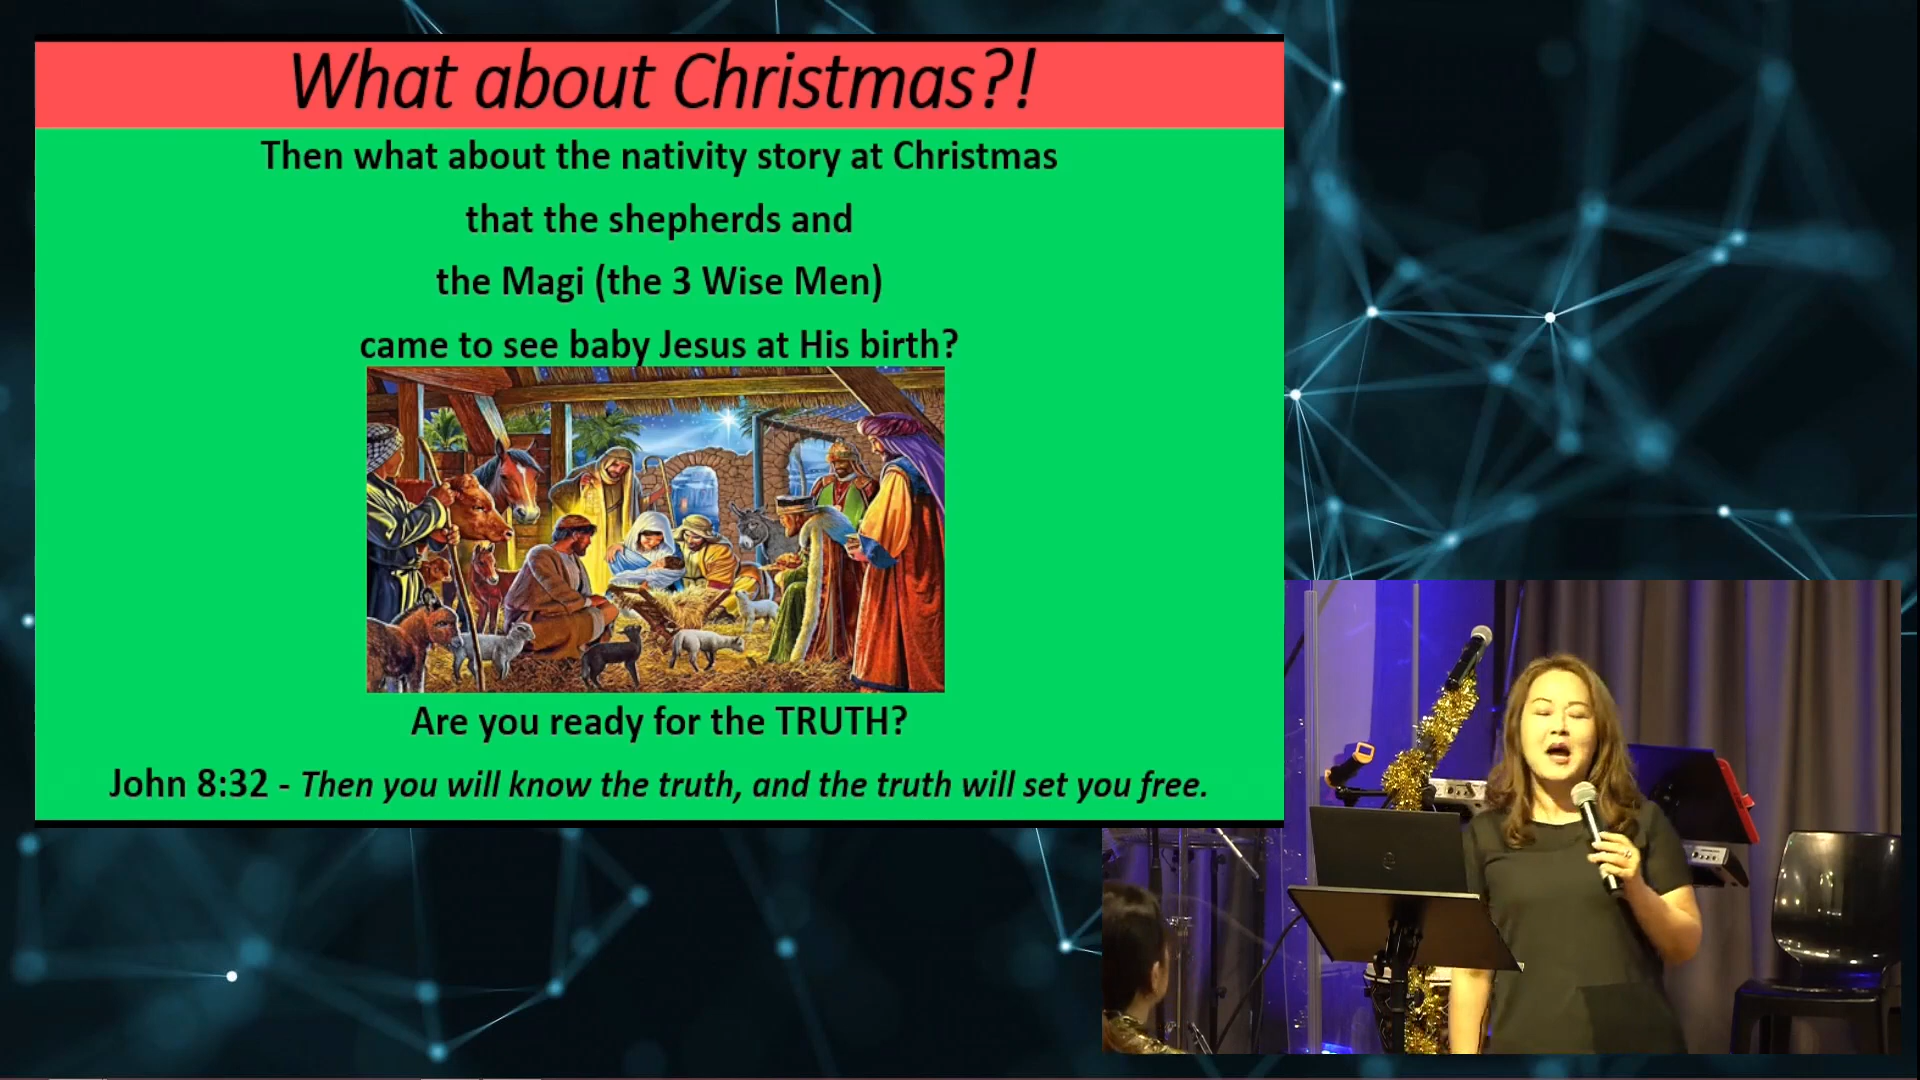 What about Christmas?!
Then what about the nativity story at Christmas
that the shepherds and
the Magi (the 3 Wise Men)
came to see baby Jesus at His birth?
Are you ready for the TRUTH?
John 8:32 - Then you will know the truth, and the truth will set you free.